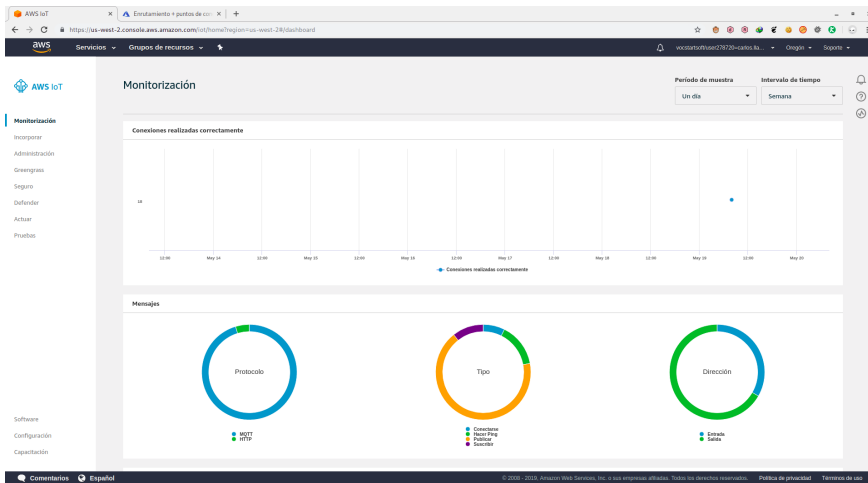 AWS IoT
Enrutamiento + puntos de con
https://us-west-2.console.aws.amazon.com/iot/home?region=us-west-2#/dashboard
aws
Servicios
Grupos de recursos
Oregón
Soporte
AWS IoT
Monitorización
Período de muestra
Intervalo de tiempo
Un día
Semana
Monitorización
Incorporar
Administración
Greengrass
Seguro
Defender
Actuar
Pruebas
Conexiones realizadas correctamente
10
12:00 May 14 12:00 May 15 12:00 May 16 12:00 May 17 12:00 May 18 12:00 May 19 12:00 May 20
Conexiones realizadas correctamente
Mensajes
Protocolo
MQTT
HTTP
Tipo
Conectarse
Hacer Ping
Publicar
Suscribir
Dirección
Entrada
Salida
Software
Configuración
Capacitación
Comentarios
Español
© 2008 - 2019, Amazon Web Services, Inc. o sus empresas afiliadas. Todos los derechos reservados.
Política de privacidad
Términos de uso